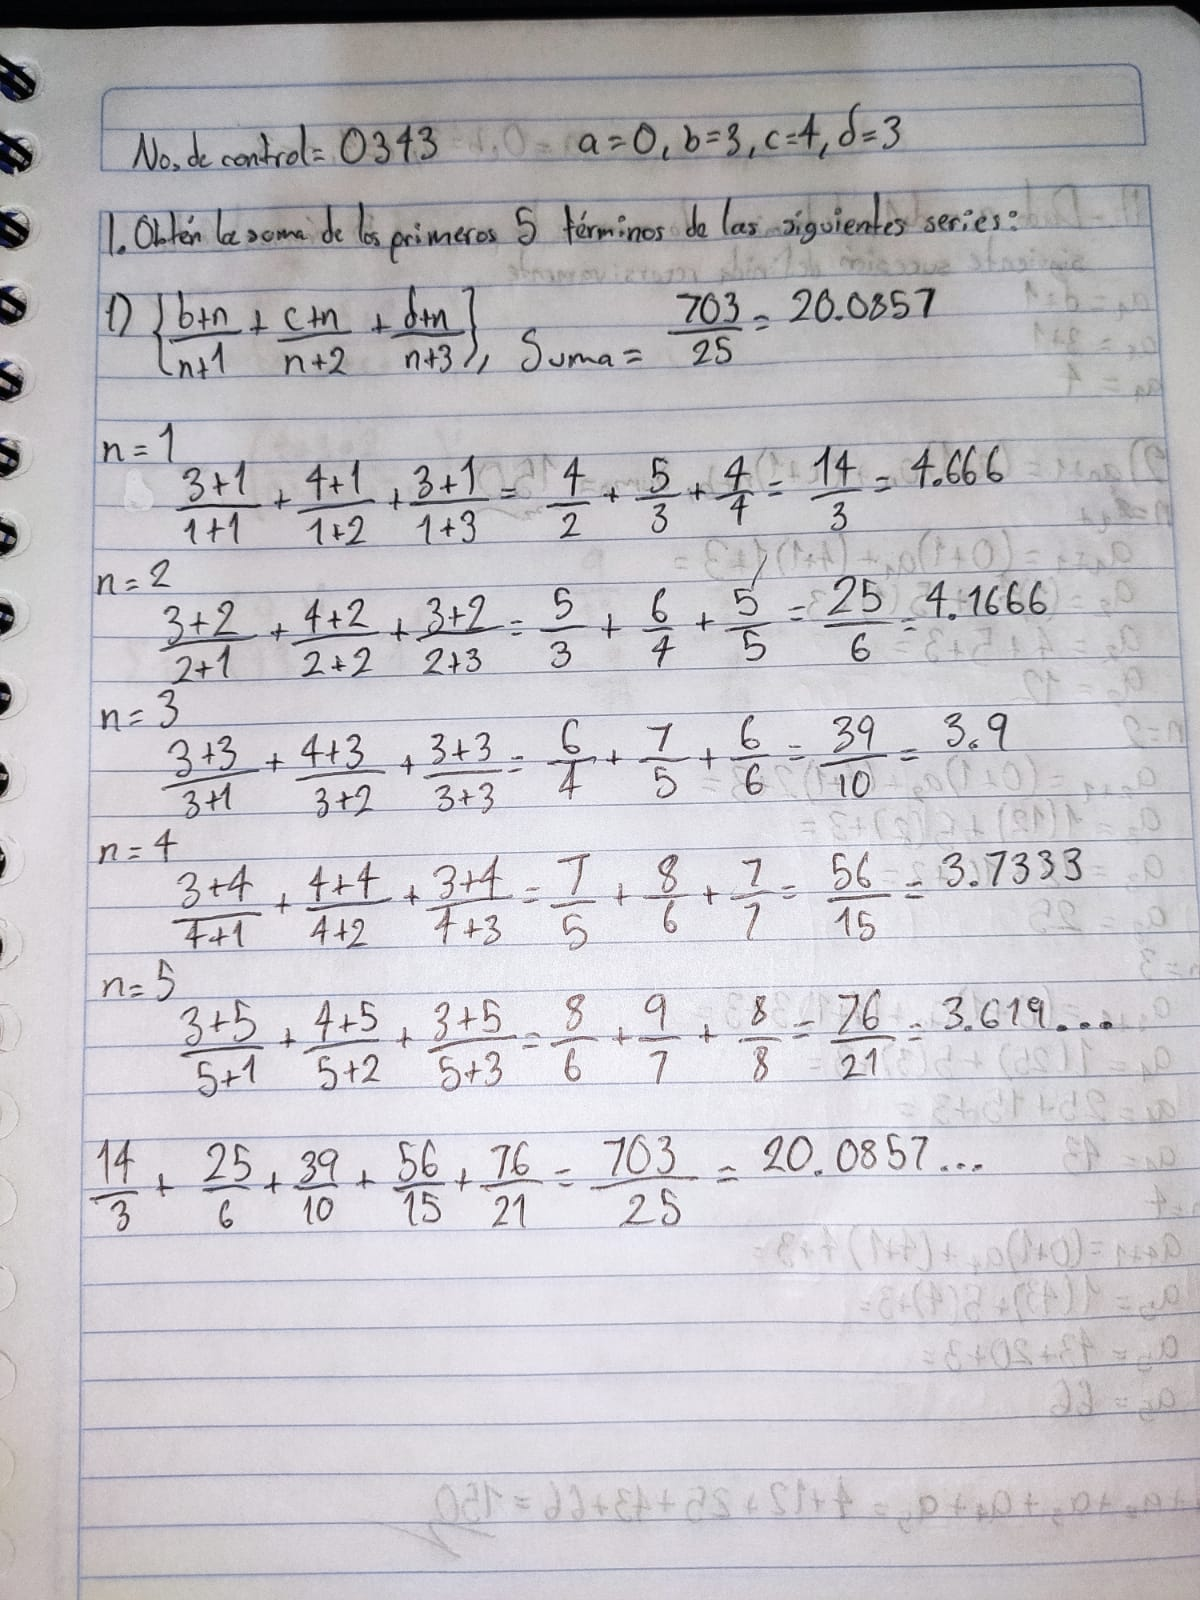 No. de control= 0343 a=0, b=3, c=4, d=3
1. Obtén la soma de los primeros 5 términos de las siguientes series:
1) {b+n/n+1 + c+n/n+2 + d+n/n+3}, Suma= 703/25 = 20.0857
n=1
3+1/1+1 + 4+1/1+2 + 3+1/1+3 = 4/2 + 5/3 + 4/4 = 14/3 = 4.666
n=2
3+2/2+1 + 4+2/2+2 + 3+2/2+3 = 5/3 + 6/4 + 5/5 = 25/6 = 4.1666
n=3
3+3/3+1 + 4+3/3+2 + 3+3/3+3 = 6/4 + 7/5 + 6/6 = 39/10 = 3.9
n=4
3+4/4+1 + 4+4/4+2 + 3+4/4+3 = 7/5 + 8/6 + 7/7 = 56/15 = 3.7333
n=5
3+5/5+1 + 4+5/5+2 + 3+5/5+3 = 8/6 + 9/7 + 8/8 = 76/21 = 3.619...
14/3 + 25/6 + 39/10 + 56/15 + 76/21 = 703/25 = 20.0857...